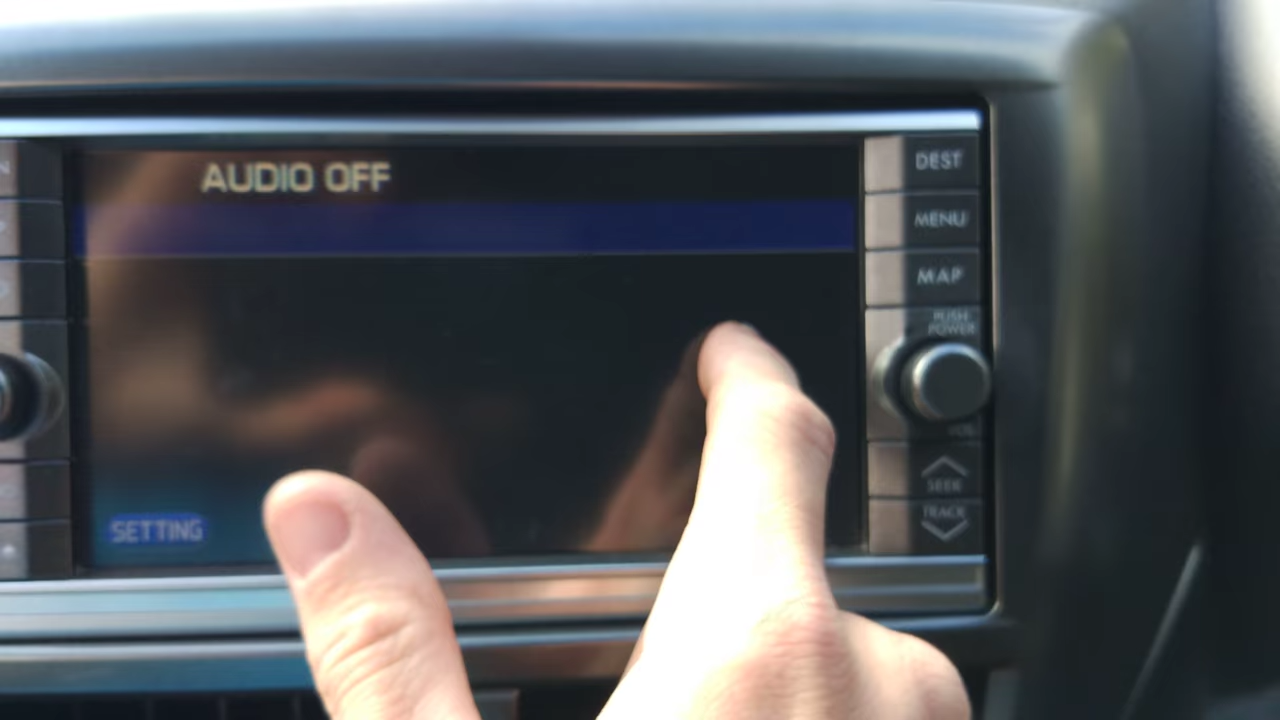 AUDIO OFF
SETTING
DEST
MENU
MAP
PUSH
POWER
SEEK
TRACK